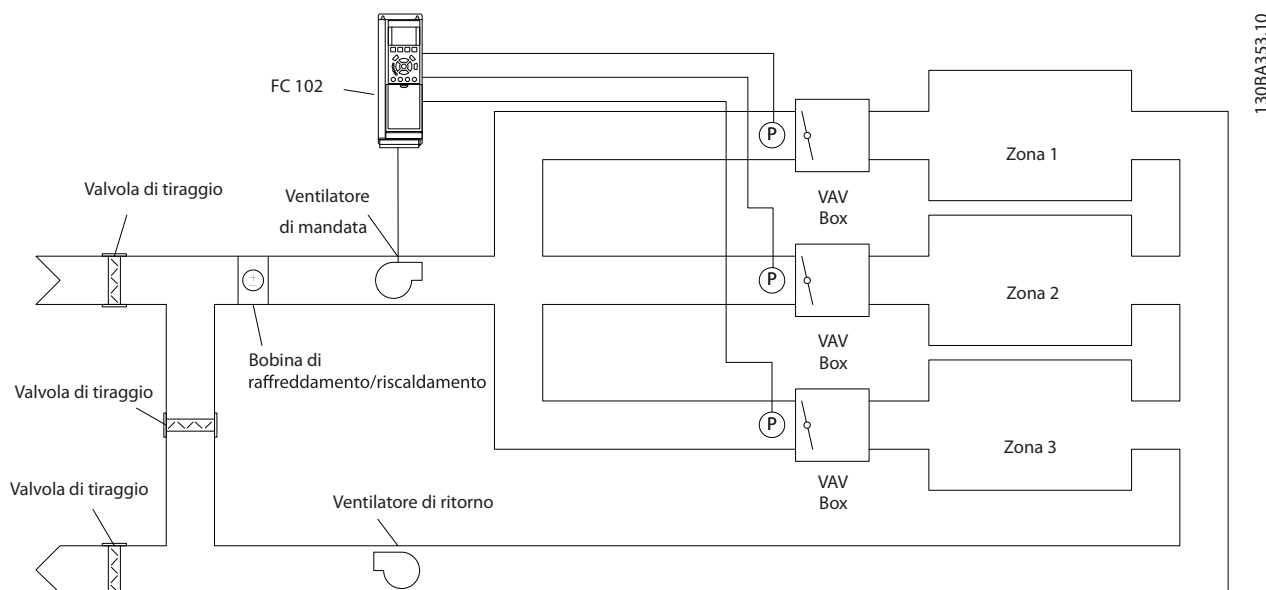 130BA353.10
FC 102
P
Zona 1
VAV
Box
Valvola di tiraggio
Ventilatore
di mandata
P
Zona 2
VAV
Box
Bobina di
raffreddamento/riscaldamento
Valvola di tiraggio
P
Zona 3
VAV
Box
Valvola di tiraggio
Ventilatore di ritorno